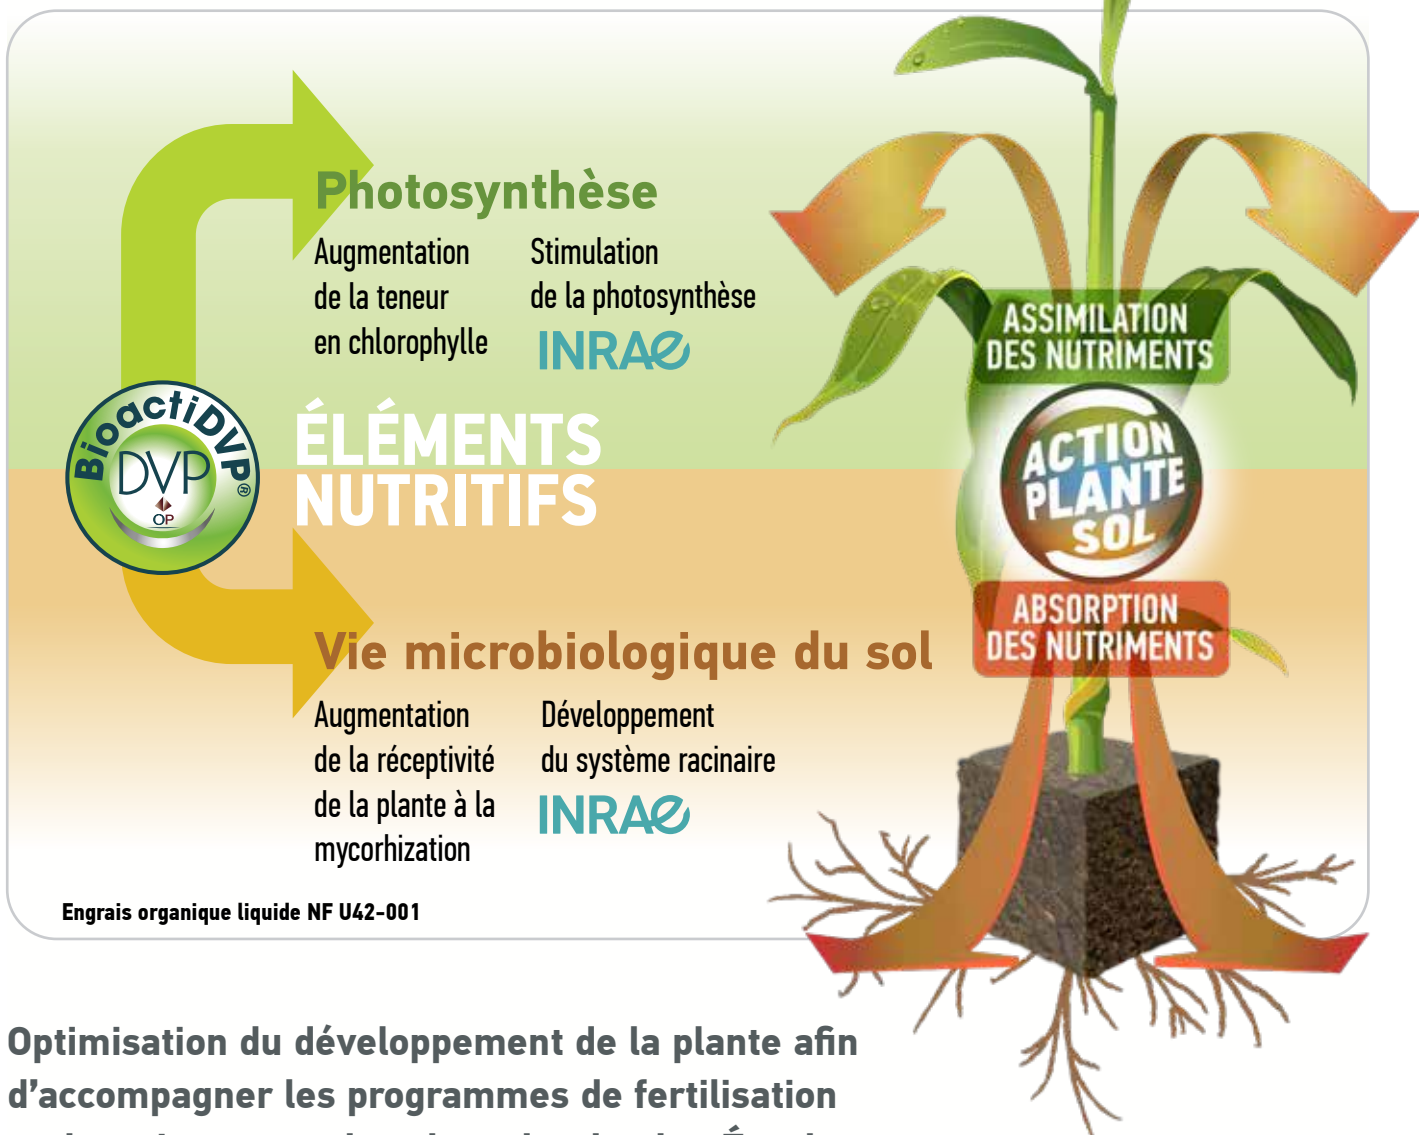 Photosynthèse
Augmentation
de la teneur
en chlorophylle
Stimulation
de la photosynthèse
INRAE
BioactiDVP®
DVP
OP
ÉLÉMENTS
NUTRITIFS
Vie microbiologique du sol
Augmentation
de la réceptivité
de la plante à la
mycorhization
Développement
du système racinaire
INRAE
Engrais organique liquide NF U42-001
ASSIMILATION
DES NUTRIMENTS
ACTION
PLANTE
SOL
ABSORPTION
DES NUTRIMENTS
Optimisation du développement de la plante afin
d’accompagner les programmes de fertilisation